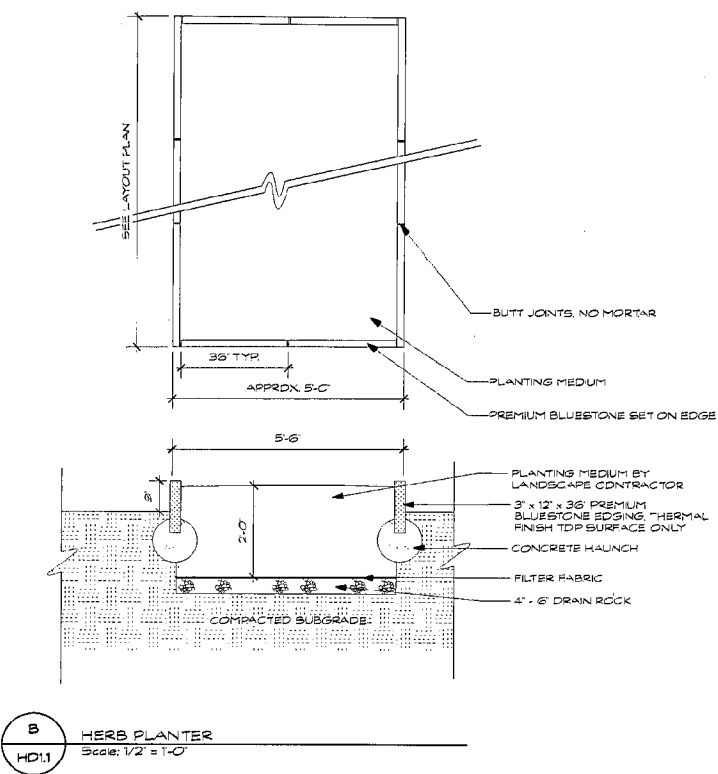 SEE LAYOUT PLAN
BUTT JOINTS, NO MORTAR
36" TYP.
PLANTING MEDIUM
APPROX. 5'-0"
PREMIUM BLUESTONE SET ON EDGE
5'-6"
PLANTING MEDIUM BY
LANDSCAPE CONTRACTOR
9"
3" x 12" x 36" PREMIUM
BLUESTONE EDGING, THERMAL
FINISH TOP SURFACE ONLY
2'-0"
CONCRETE HAUNCH
FILTER FABRIC
4" - 6" DRAIN ROCK
COMPACTED SUBGRADE
B
HD1.1
HERB PLANTER
Scale: 1/2" = 1'-0"